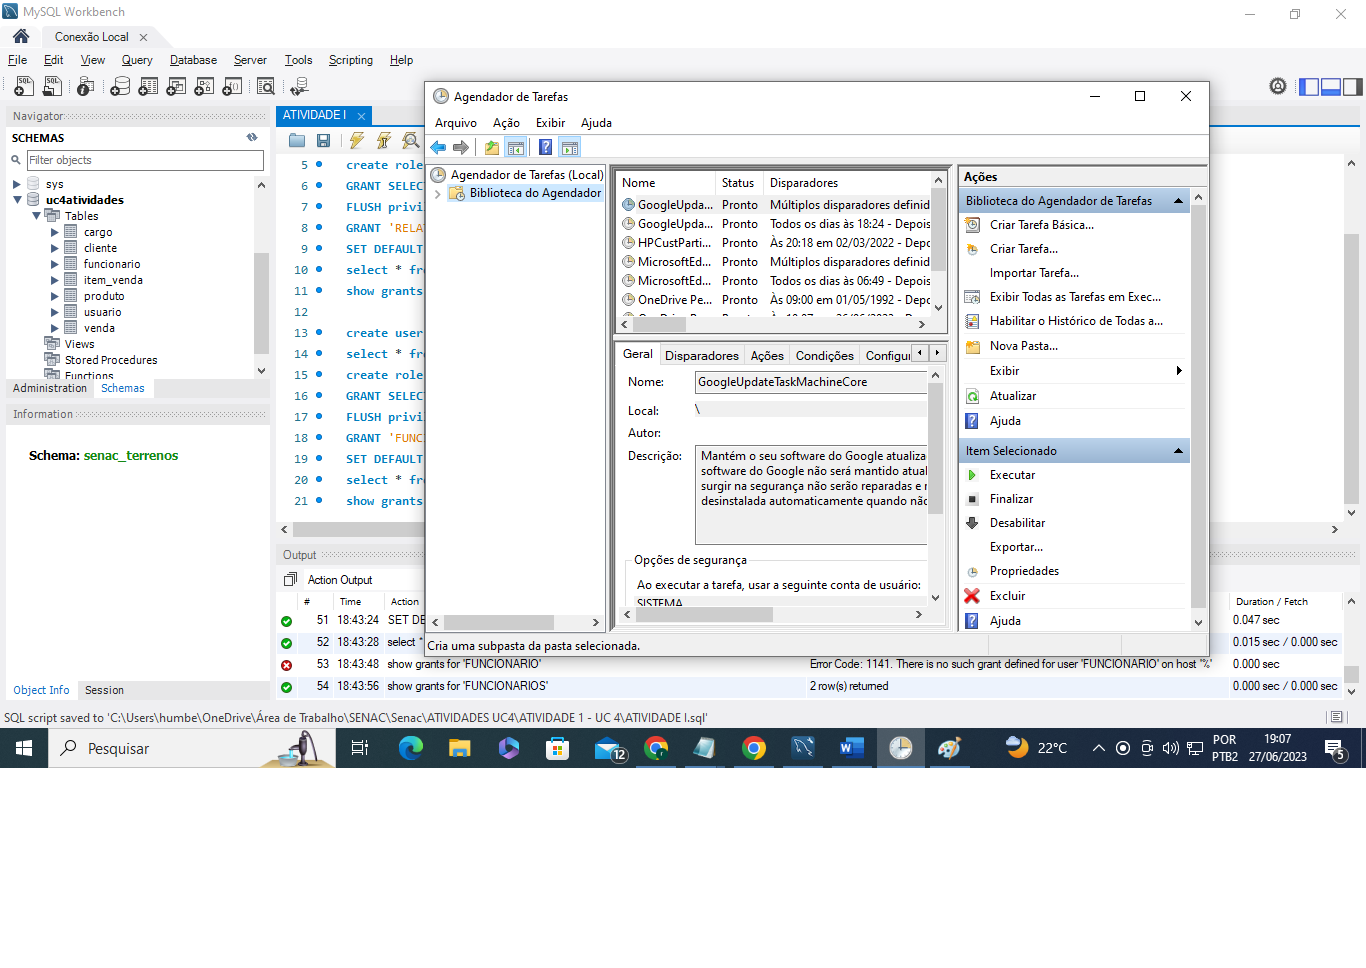 MySQL Workbench
Conexão Local
File Edit View Query Database Server Tools Scripting Help
Navigator
SCHEMAS
Filter objects
sys
uc4atividades
Tables
cargo
cliente
funcionario
item_venda
produto
usuario
venda
Views
Stored Procedures
Functions
Administration Schemas
Information
Schema: senac_terrenos
Object Info Session
ATIVIDADE I
5 create role
6 GRANT SELEC
7 FLUSH privi
8 GRANT 'RELA
9 SET DEFAULT
10 select * fr
11 show grants
12
13 create user
14 select * fr
15 create role
16 GRANT SELEC
17 FLUSH privi
18 GRANT 'FUNC
19 SET DEFAULT
20 select * fr
21 show grants
Agendador de Tarefas
Arquivo Ação Exibir Ajuda
Agendador de Tarefas (Local)
Biblioteca do Agendador
Nome Status Disparadores
GoogleUpda... Pronto Múltiplos disparadores definid
GoogleUpda... Pronto Todos os dias às 18:24 - Depois
HPCustParti... Pronto Às 20:18 em 02/03/2022 - Depo
MicrosoftEd... Pronto Múltiplos disparadores definid
MicrosoftEd... Pronto Todos os dias às 06:49 - Depois
OneDrive Pe... Pronto Às 09:00 em 01/05/1992 - Depo
Geral Disparadores Ações Condições Configu
Nome: GoogleUpdateTaskMachineCore
Local: \
Autor:
Descrição: Mantém o seu software do Google atualiza
software do Google não será mantido atual
surgir na segurança não serão reparadas e
desinstalada automaticamente quando não
Opções de segurança
Ao executar a tarefa, usar a seguinte conta de usuário:
SISTEMA
Ações
Biblioteca do Agendador de Tarefas
Criar Tarefa Básica...
Criar Tarefa...
Importar Tarefa...
Exibir Todas as Tarefas em Exec...
Habilitar o Histórico de Todas a...
Nova Pasta...
Exibir
Atualizar
Ajuda
Item Selecionado
Executar
Finalizar
Desabilitar
Exportar...
Propriedades
Excluir
Ajuda
Cria uma subpasta da pasta selecionada.
Output
Action Output
# Time Action Duration / Fetch
51 18:43:24 SET DE 0.047 sec
52 18:43:28 select * 0.015 sec / 0.000 sec
53 18:43:48 show grants for 'FUNCIONARIO' Error Code: 1141. There is no such grant defined for user 'FUNCIONARIO' on host '%' 0.000 sec
54 18:43:56 show grants for 'FUNCIONARIOS' 2 row(s) returned 0.000 sec / 0.000 sec
SQL script saved to 'C:\Users\humbe\OneDrive\Área de Trabalho\SENAC\Senac\ATIVIDADES UC4\ATIVIDADE 1 - UC 4\ATIVIDADE I.sql'
Pesquisar
12
22°C
POR
PTB2
19:07
27/06/2023
5